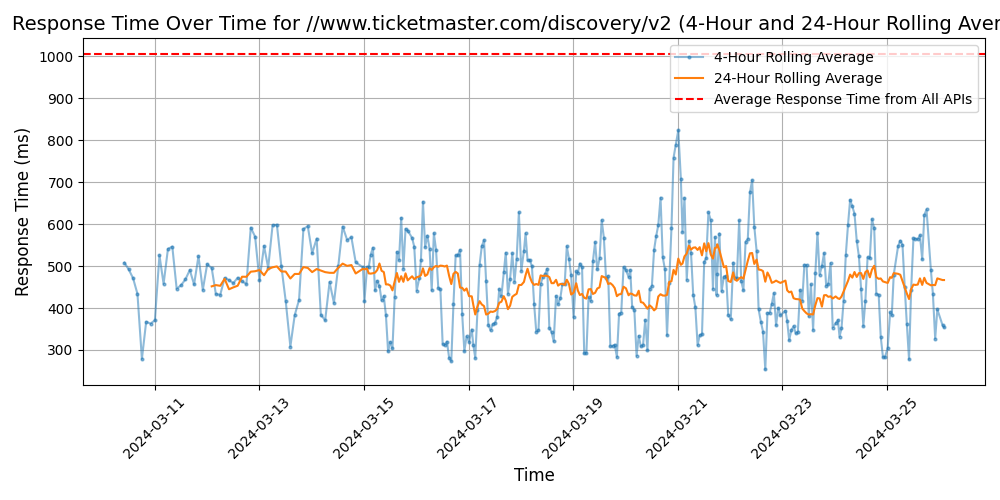 Response Time Over Time for //www.ticketmaster.com/discovery/v2 (4-Hour and 24-Hour Rolling Aver
4-Hour Rolling Average
24-Hour Rolling Average
Average Response Time from All APIs
Response Time (ms)
1000
900
800
700
600
500
400
300
2024-03-11
2024-03-13
2024-03-15
2024-03-17
2024-03-19
2024-03-21
2024-03-23
2024-03-25
Time